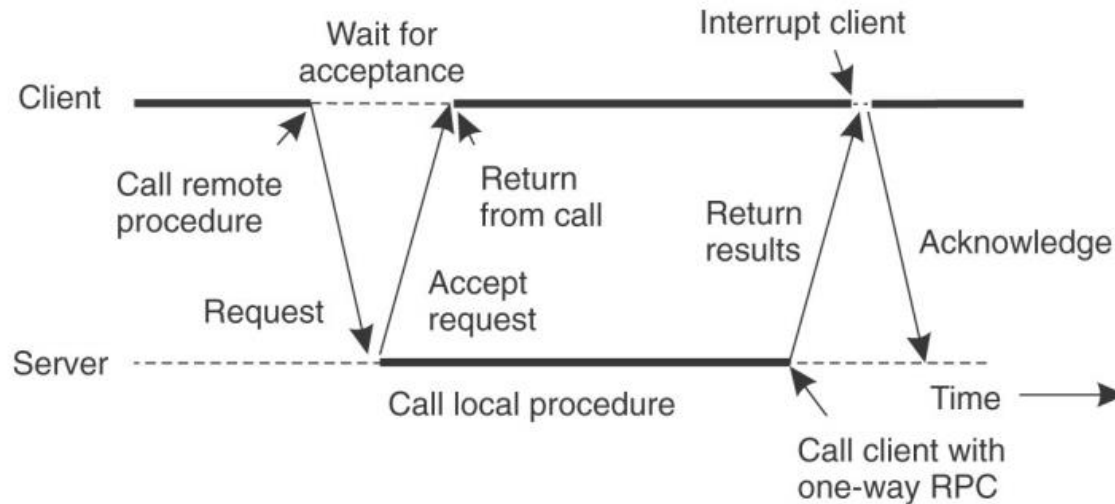 Interrupt client
Wait for
acceptance
Client
Call remote
procedure
Return
from call
Return
results
Acknowledge
Request
Accept
request
Server
Call local procedure
Time
Call client with
one-way RPC